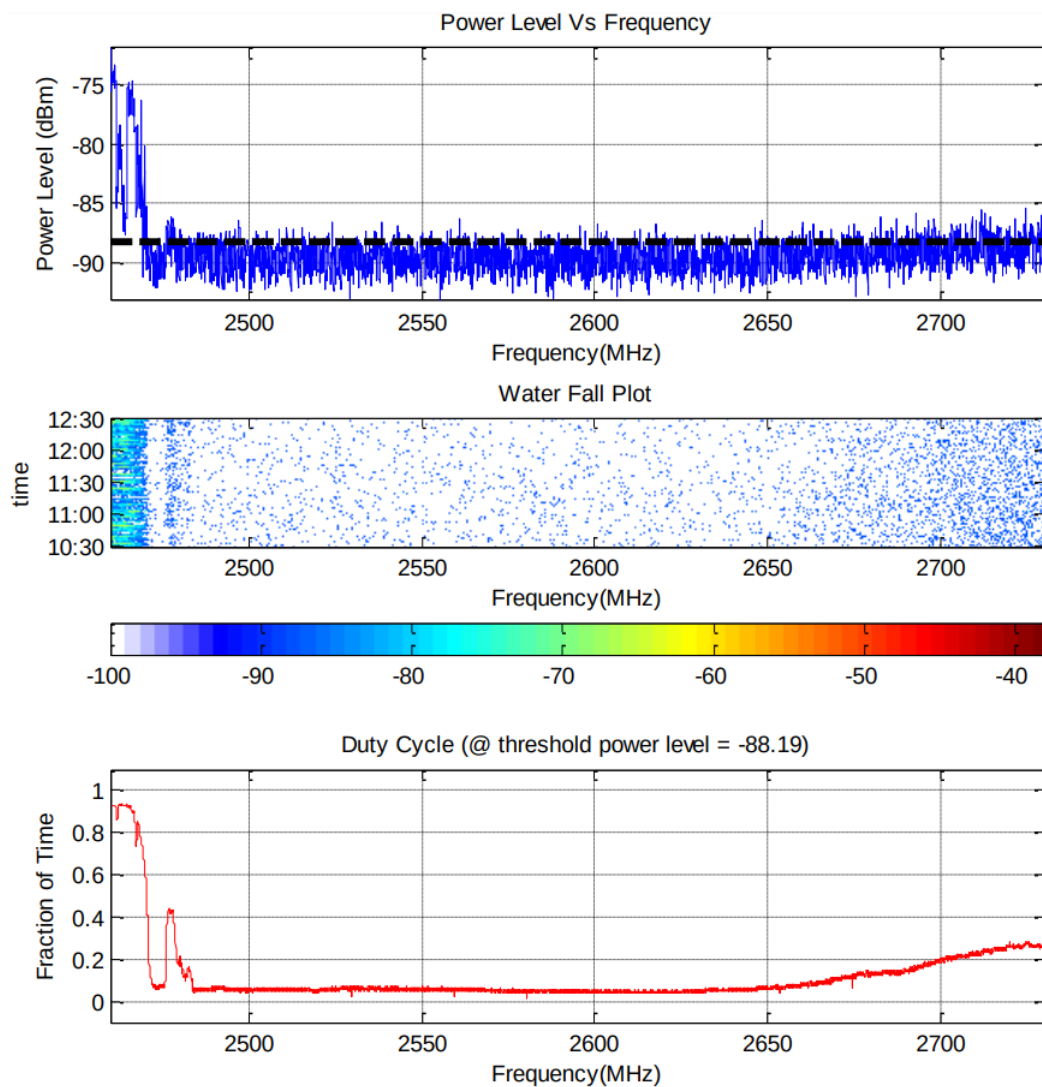 Power Level Vs Frequency
Power Level (dBm)
-75
-80
-85
-90
2500 2550 2600 2650 2700
Frequency(MHz)
Water Fall Plot
time
12:30
12:00
11:30
11:00
10:30
2500 2550 2600 2650 2700
Frequency(MHz)
-100 -90 -80 -70 -60 -50 -40
Duty Cycle (@ threshold power level = -88.19)
Fraction of Time
1
0.8
0.6
0.4
0.2
0
2500 2550 2600 2650 2700
Frequency(MHz)